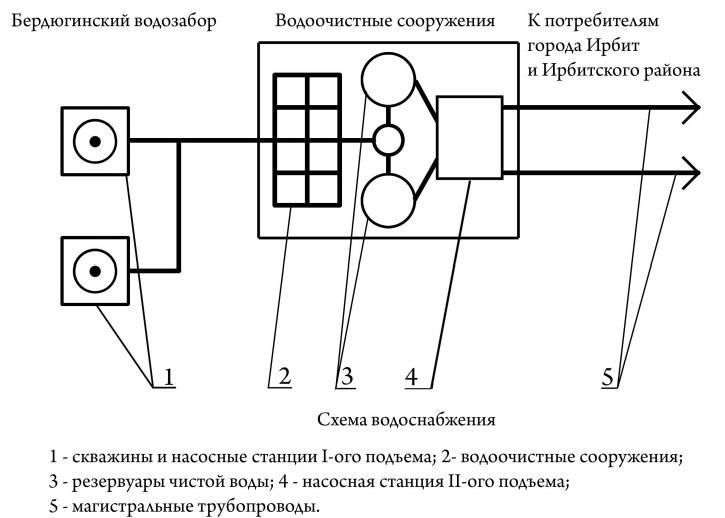 Бердюгинский водозабор
Водоочистные сооружения
К потребителям
города Ирбит
и Ирбитского района
1
2
3
4
5
Схема водоснабжения
1 - скважины и насосные станции I-ого подъема; 2- водоочистные сооружения;
3 - резервуары чистой воды; 4 - насосная станция II-ого подъема;
5 - магистральные трубопроводы.